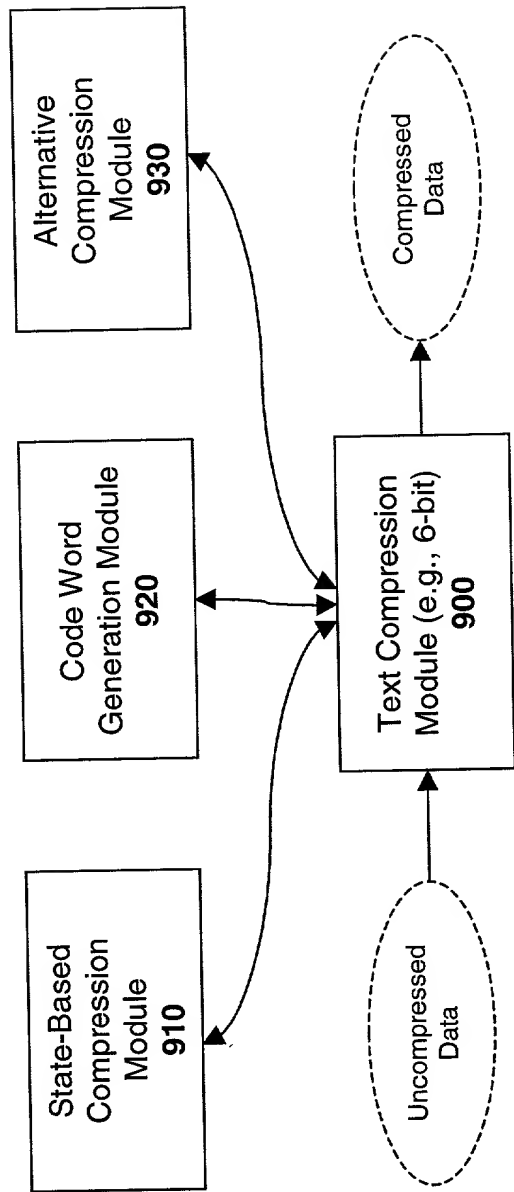 State-Based
Compression
Module
910
Code Word
Generation Module
920
Alternative
Compression
Module
930
Uncompressed
Data
Text Compression
Module (e.g., 6-bit)
900
Compressed
Data